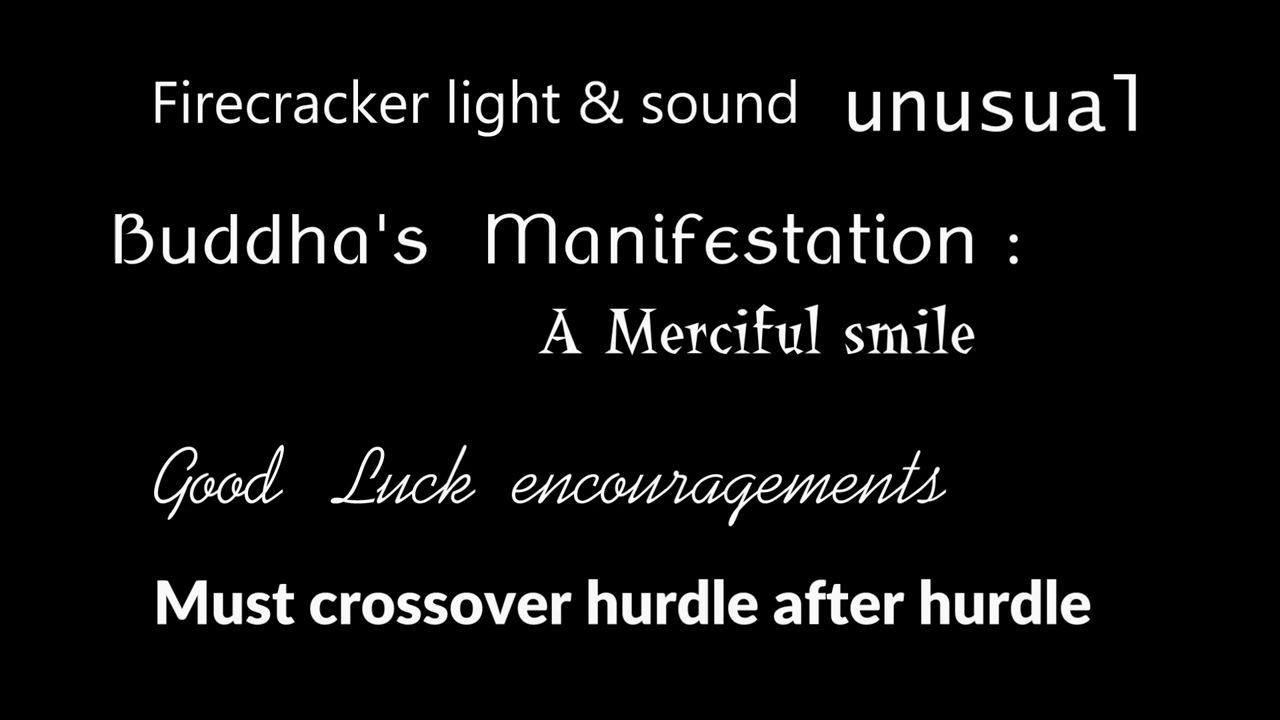 Firecracker light & sound unusual
Buddha's Manifestation :
A Merciful smile
Good Luck encouragements
Must crossover hurdle after hurdle